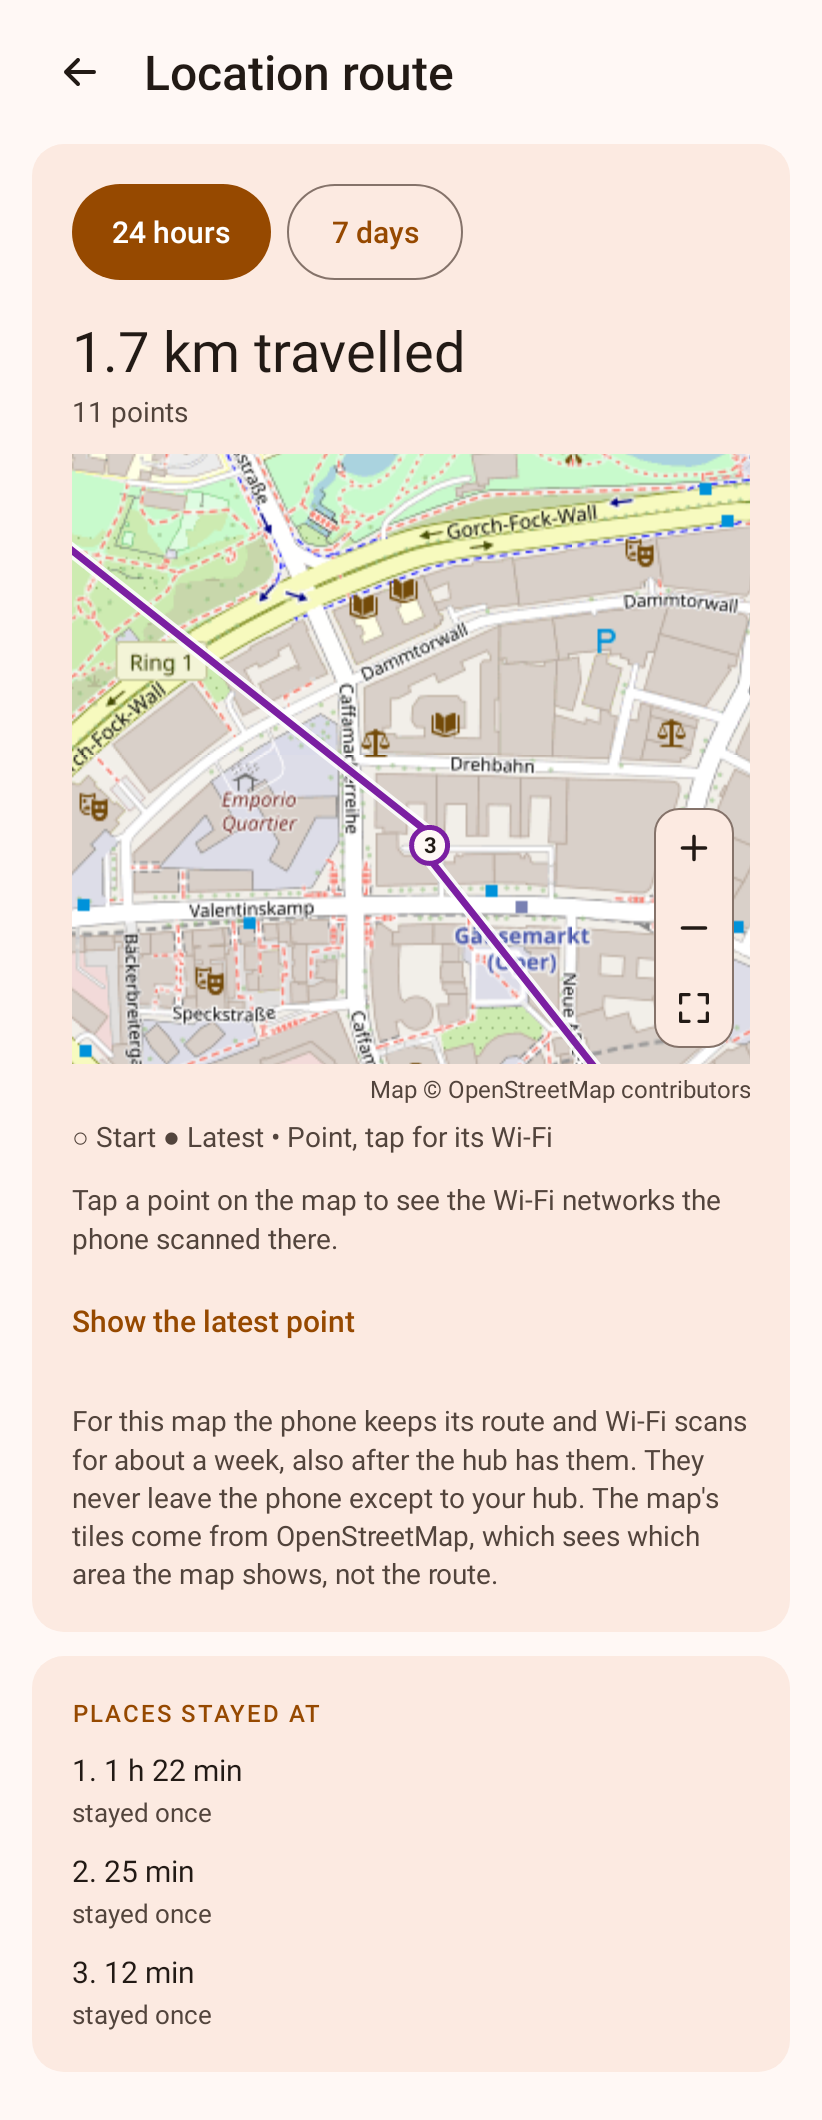 Location route
24 hours
7 days
1.7 km travelled
11 points
straße
Gorch-Fock-Wall
Dammtorwall
Dammtorwall
P
Ring 1
ch-Fock-Wall
Drehbahn
Emporio
Quartier
3
Valentinskamp
Speckstraße
Caffam
Neue
+
−
Map © OpenStreetMap contributors
○ Start ● Latest • Point, tap for its Wi-Fi
Tap a point on the map to see the Wi-Fi networks the
phone scanned there.
Show the latest point
For this map the phone keeps its route and Wi-Fi scans
for about a week, also after the hub has them. They
never leave the phone except to your hub. The map's
tiles come from OpenStreetMap, which sees which
area the map shows, not the route.
PLACES STAYED AT
1. 1 h 22 min
stayed once
2. 25 min
stayed once
3. 12 min
stayed once